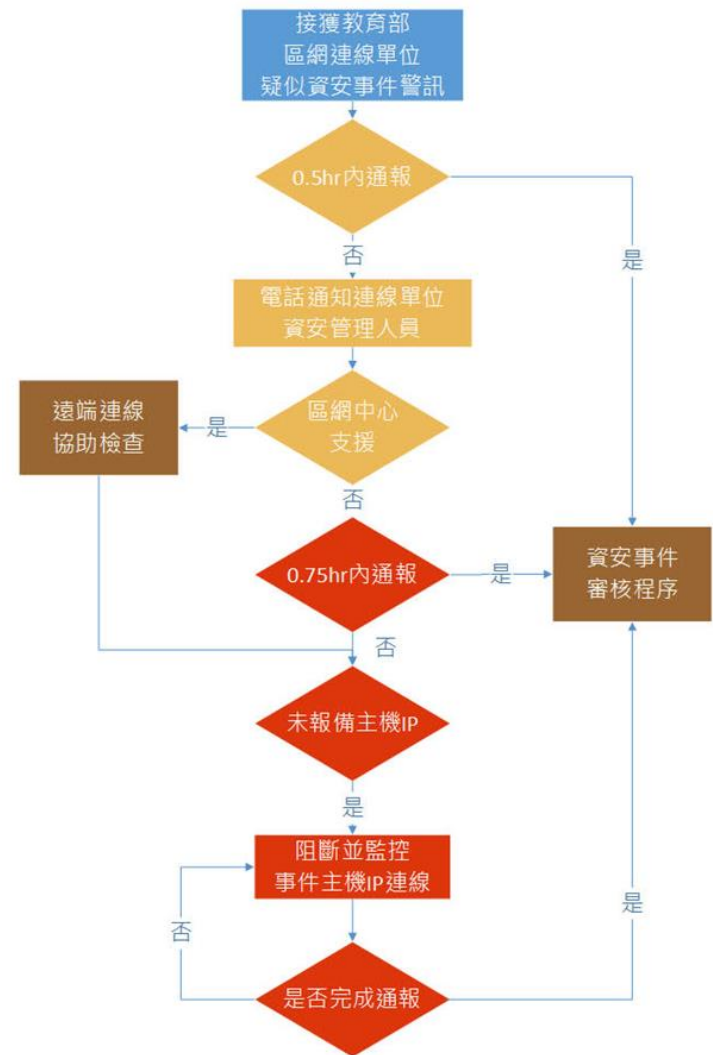 接獲教育部
區網連線單位
疑似資安事件警訊
0.5hr內通報
否
是
電話通知連線單位
資安管理人員
遠端連線
協助檢查
是
區網中心
支援
否
0.75hr內通報
是
資安事件
審核程序
否
未報備主機IP
是
阻斷並監控
事件主機IP連線
否
是
是否完成通報